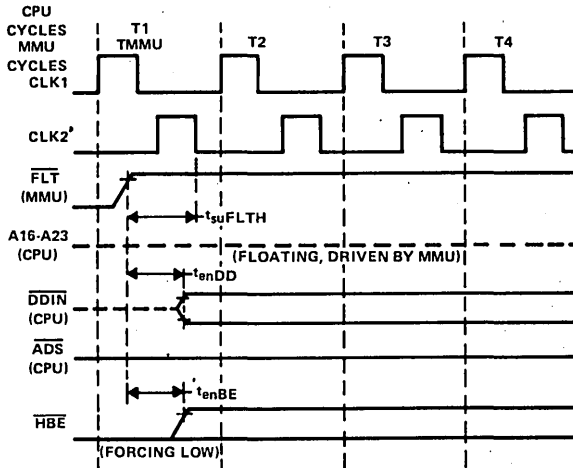 CPU
CYCLES T1 T2 T3 T4
MMU TMMU
CYCLES
CLK1
CLK2'
FLT
(MMU)
tsuFLTH
A16-A23
(CPU)
(FLOATING, DRIVEN BY MMU)
tenDD
DDIN
(CPU)
ADS
(CPU)
tenBE
HBE
(FORCING LOW)